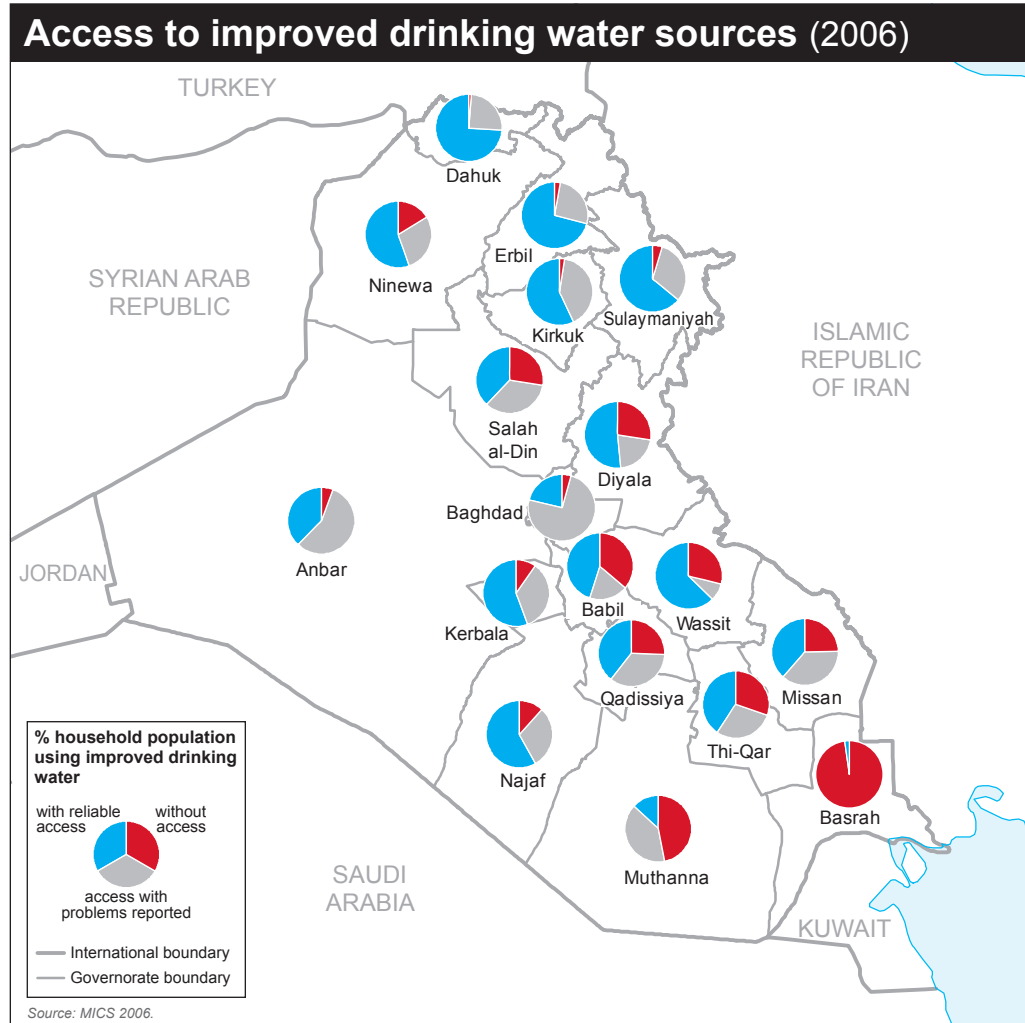 Access to improved drinking water sources (2006)
TURKEY
Dahuk
Erbil
Ninewa
SYRIAN ARAB
REPUBLIC
Kirkuk
Sulaymaniyah
ISLAMIC
REPUBLIC
OF IRAN
Salah
al-Din
Diyala
Baghdad
Anbar
JORDAN
Babil
Wassit
Kerbala
Qadissiya
Missan
Thi-Qar
Najaf
Basrah
Muthanna
SAUDI
ARABIA
KUWAIT
% household population
using improved drinking
water
with reliable
access
without
access
access with
problems reported
International boundary
Governorate boundary
Source: MICS 2006.